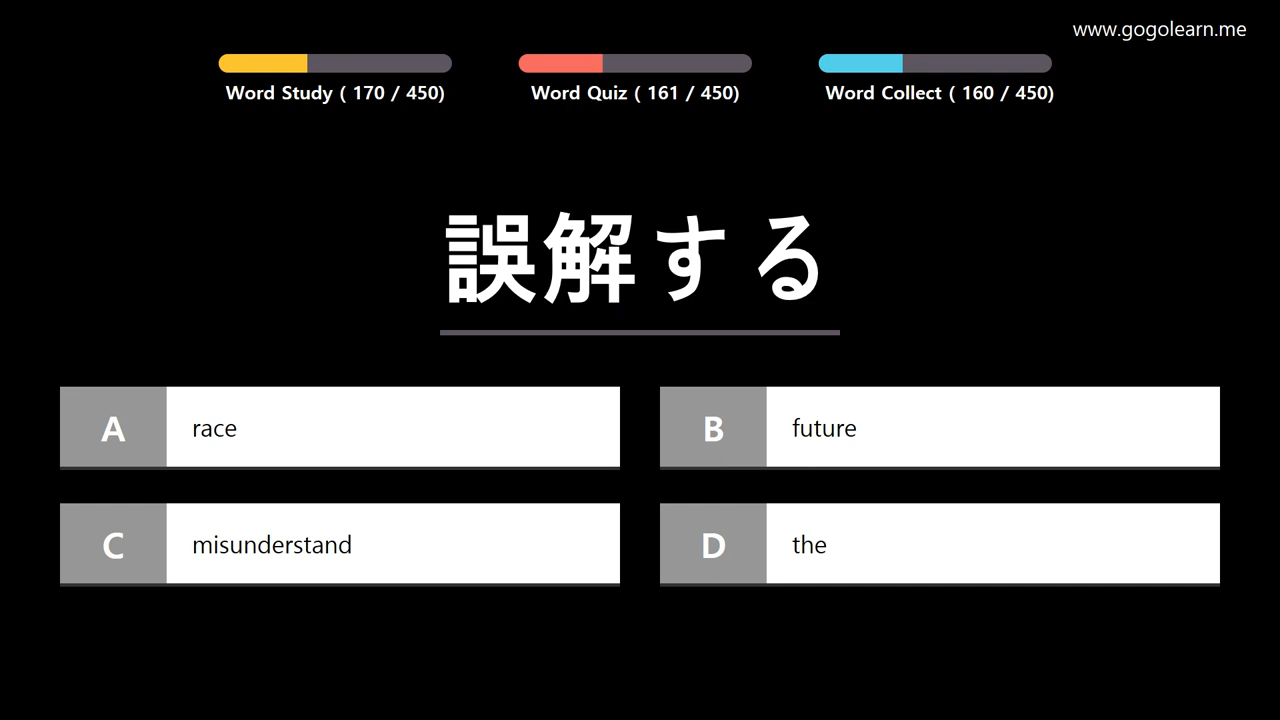 www.gogolearn.me
Word Study ( 170 / 450)
Word Quiz ( 161 / 450)
Word Collect ( 160 / 450)
誤解する
A race
B future
C misunderstand
D the